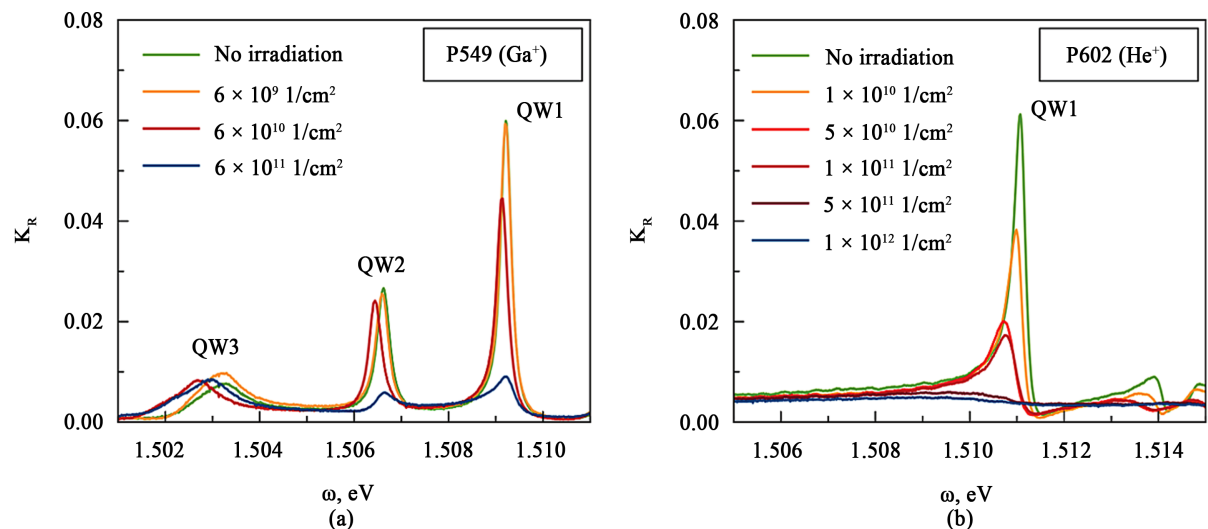 P549 (Ga⁺)
No irradiation
6 × 10⁹ 1/cm²
6 × 10¹⁰ 1/cm²
6 × 10¹¹ 1/cm²
QW1
QW2
QW3
0.08
0.06
0.04
0.02
0.00
K_R
1.502 1.504 1.506 1.508 1.510
ω, eV
(a)
P602 (He⁺)
No irradiation
1 × 10¹⁰ 1/cm²
5 × 10¹⁰ 1/cm²
1 × 10¹¹ 1/cm²
5 × 10¹¹ 1/cm²
1 × 10¹² 1/cm²
QW1
0.08
0.06
0.04
0.02
0.00
K_R
1.506 1.508 1.510 1.512 1.514
ω, eV
(b)